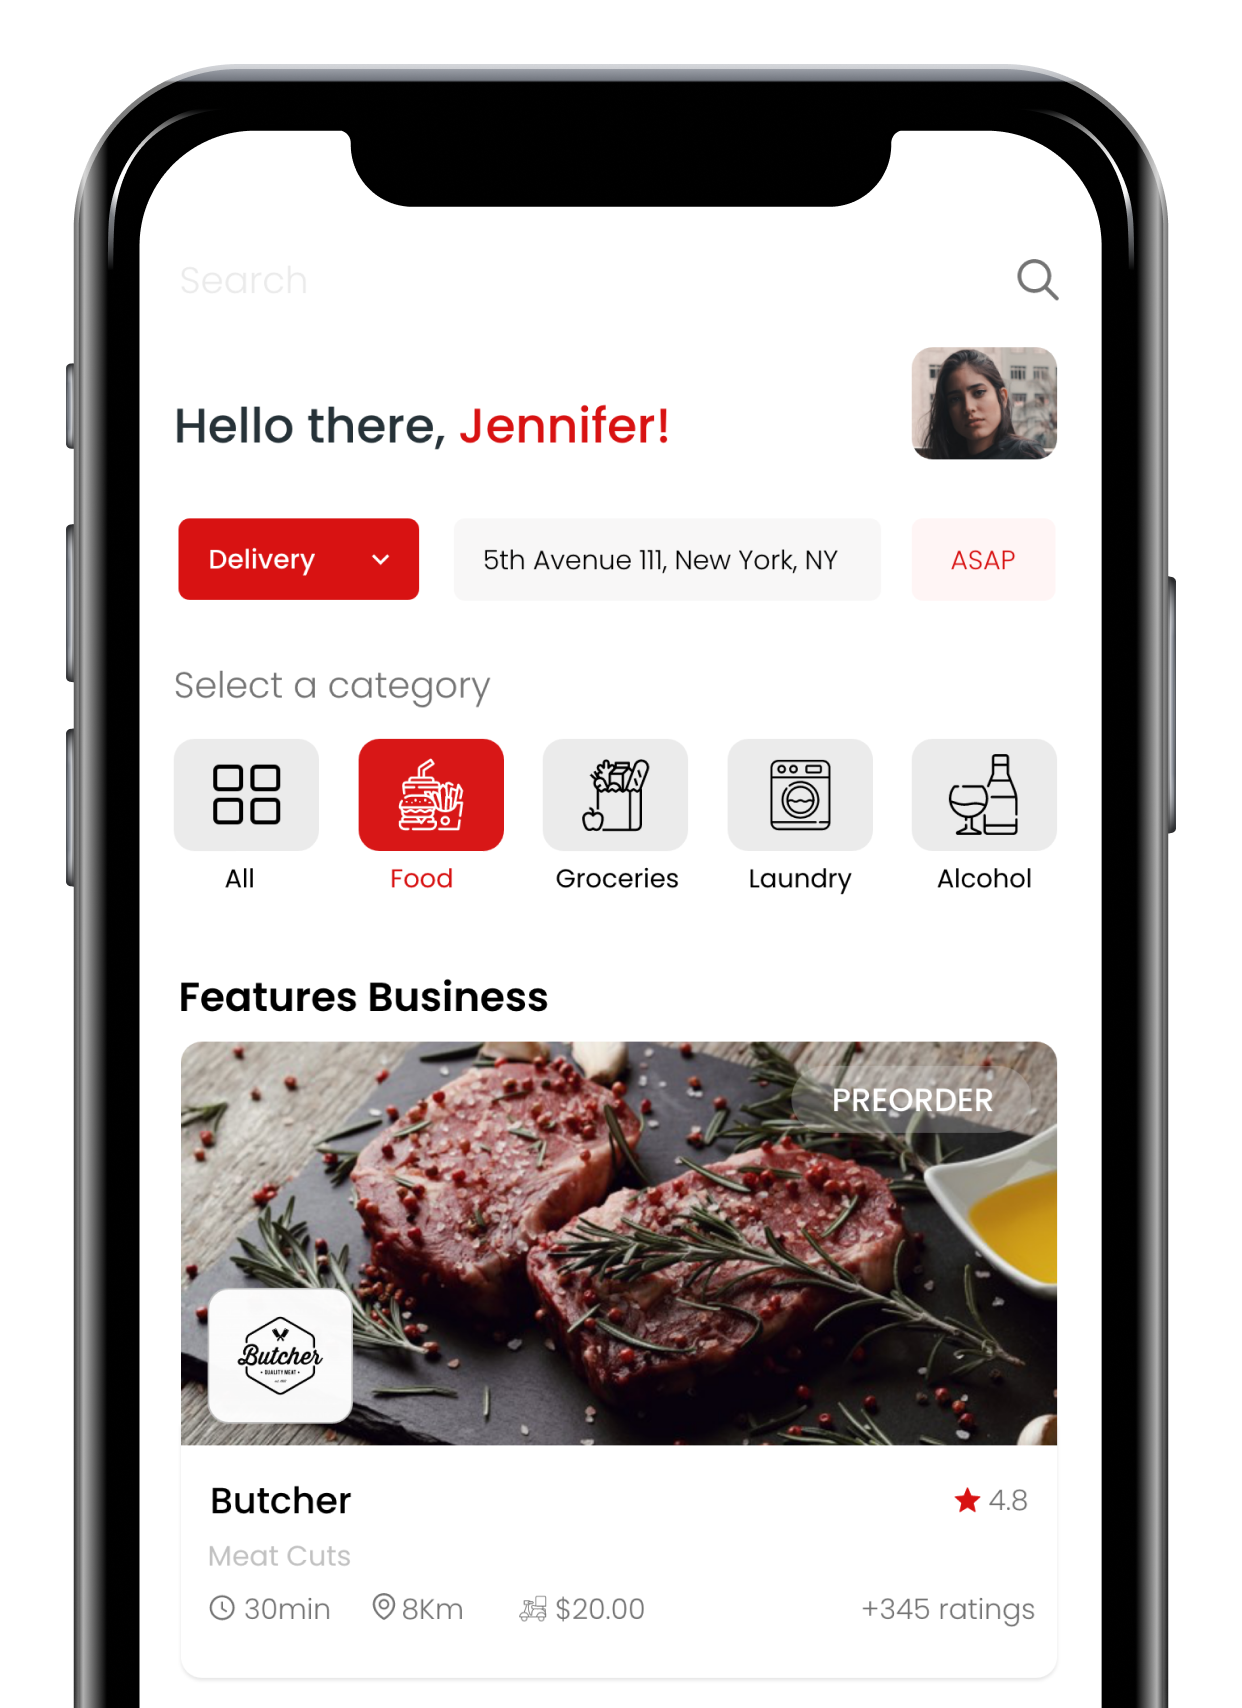 Search
Hello there, Jennifer!
Delivery
5th Avenue 111, New York, NY
ASAP
Select a category
All
Food
Groceries
Laundry
Alcohol
Features Business
PREORDER
Butcher
• QUALITY MEAT •
Butcher
4.8
Meat Cuts
30min
8Km
$20.00
+345 ratings